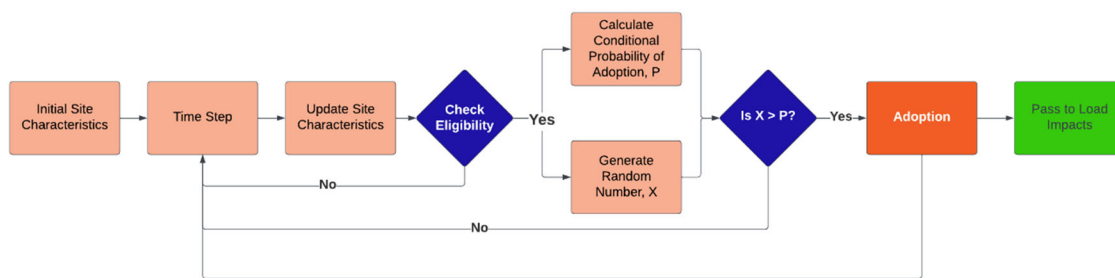 Initial Site
Characteristics
Time Step
Update Site
Characteristics
Check
Eligibility
Yes
Calculate
Conditional
Probability of
Adoption, P
Generate
Random
Number, X
Is X > P?
Yes
Adoption
Pass to Load
Impacts
No
No